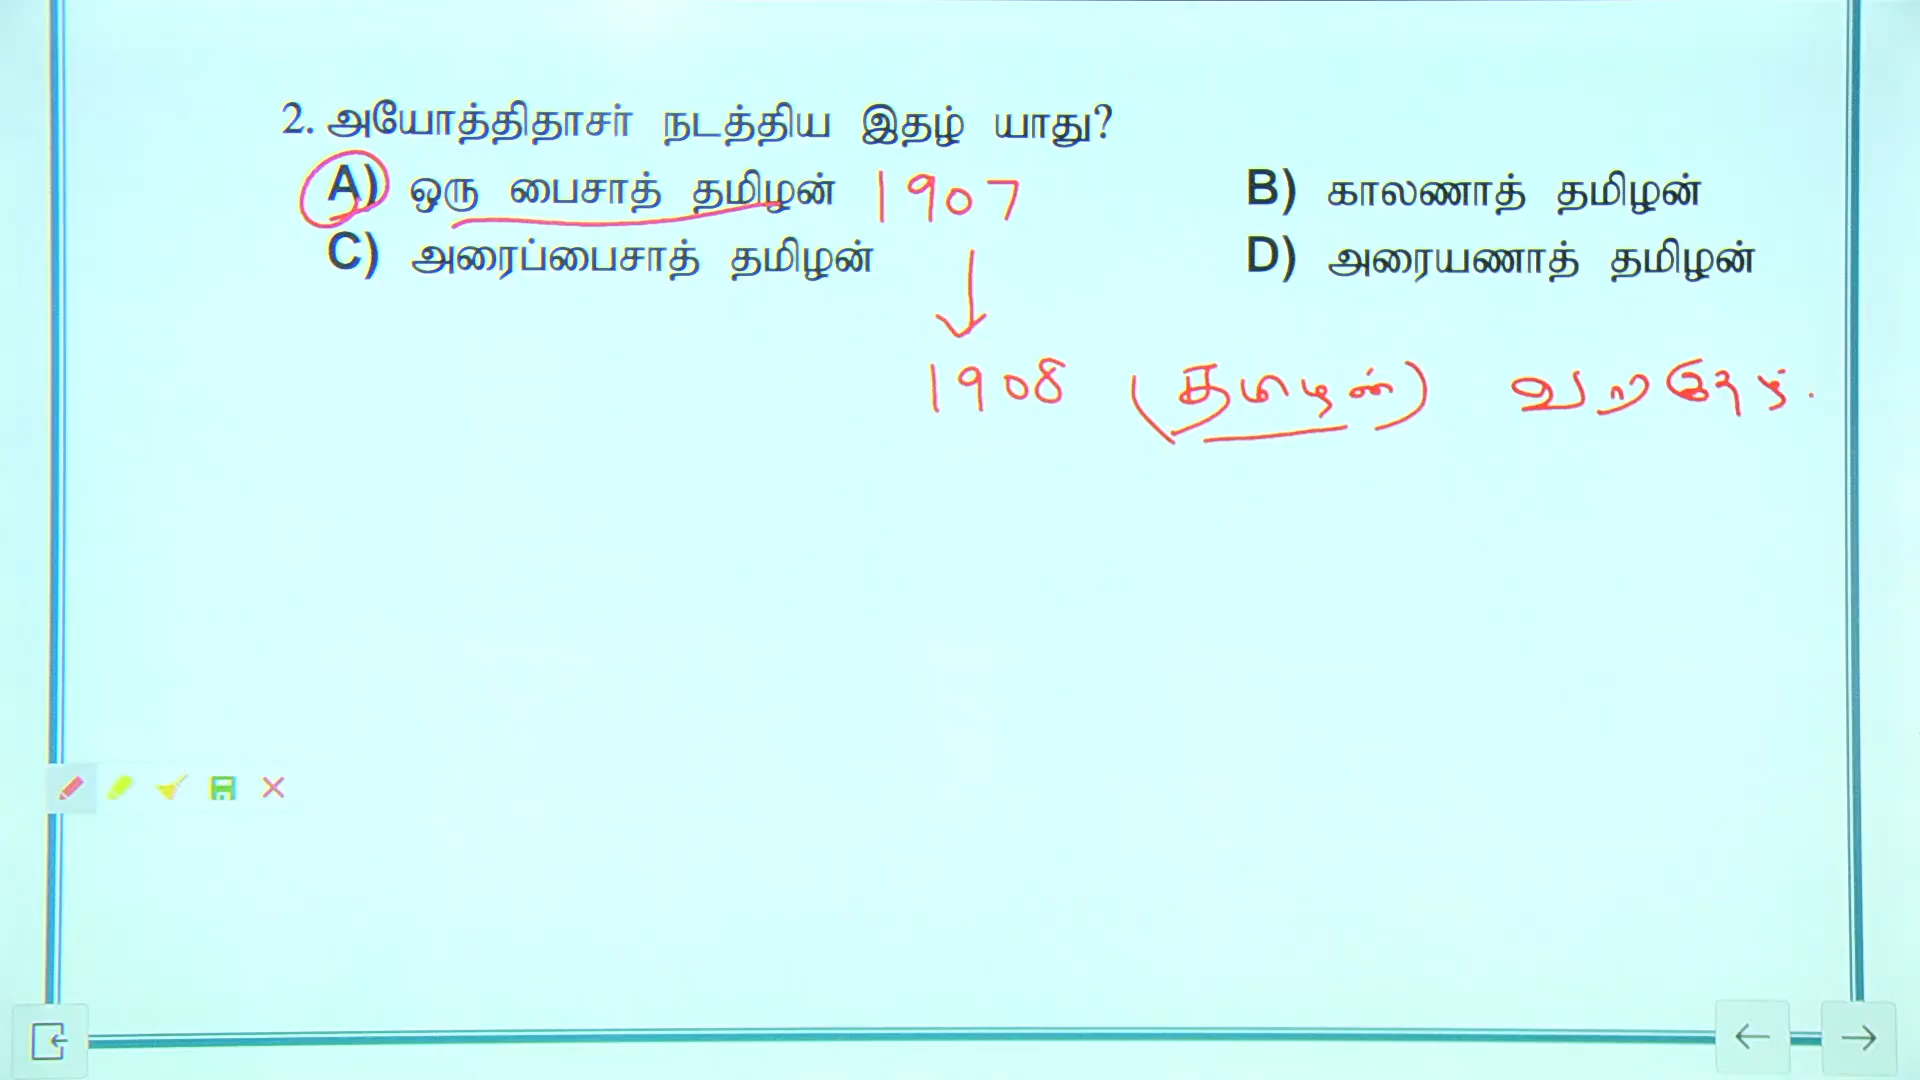 2. அயோத்திதாசர் நடத்திய இதழ் யாது?
A) ஒரு பைசாத் தமிழன் 1907
B) காலணாத் தமிழன்
C) அரைப்பைசாத் தமிழன்
D) அரையணாத் தமிழன்
1908 (தமிழன்)